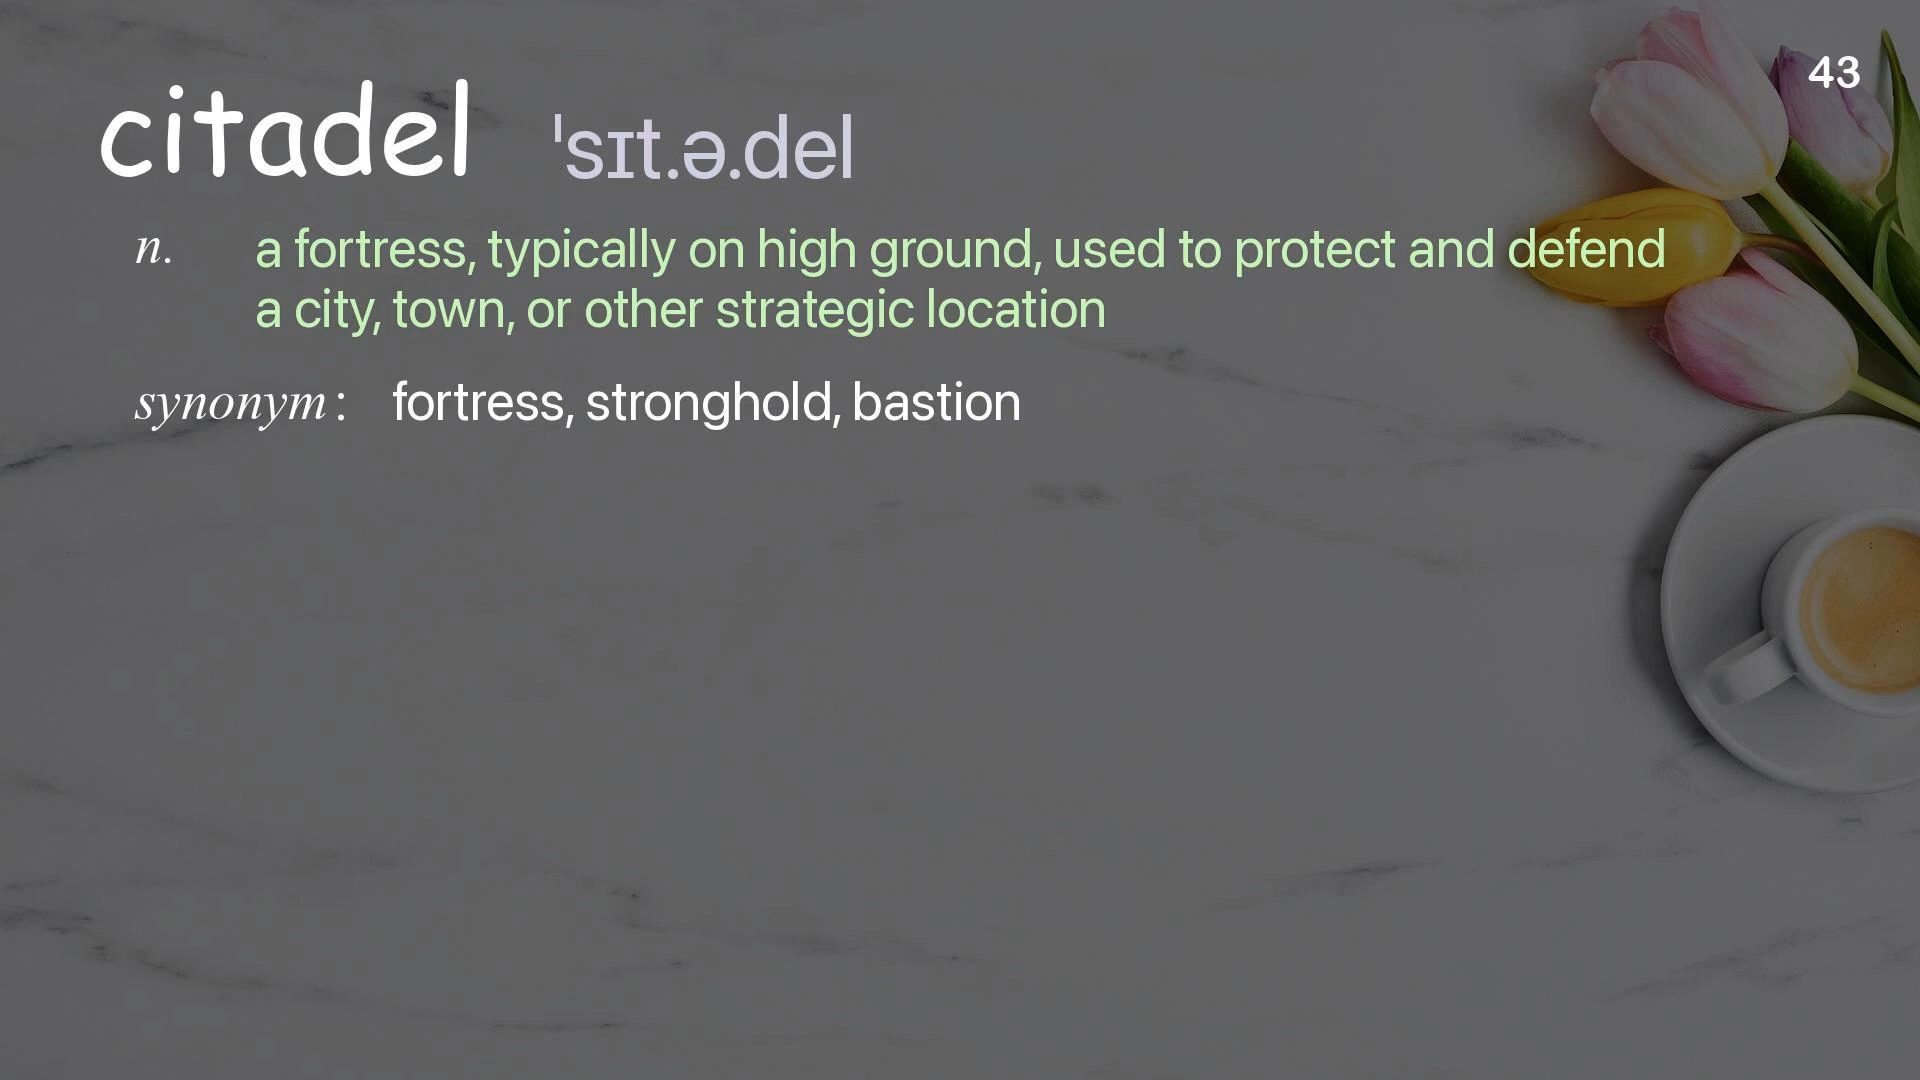 43
citadel ˈsɪt.ə.del
n. a fortress, typically on high ground, used to protect and defend
a city, town, or other strategic location
synonym : fortress, stronghold, bastion